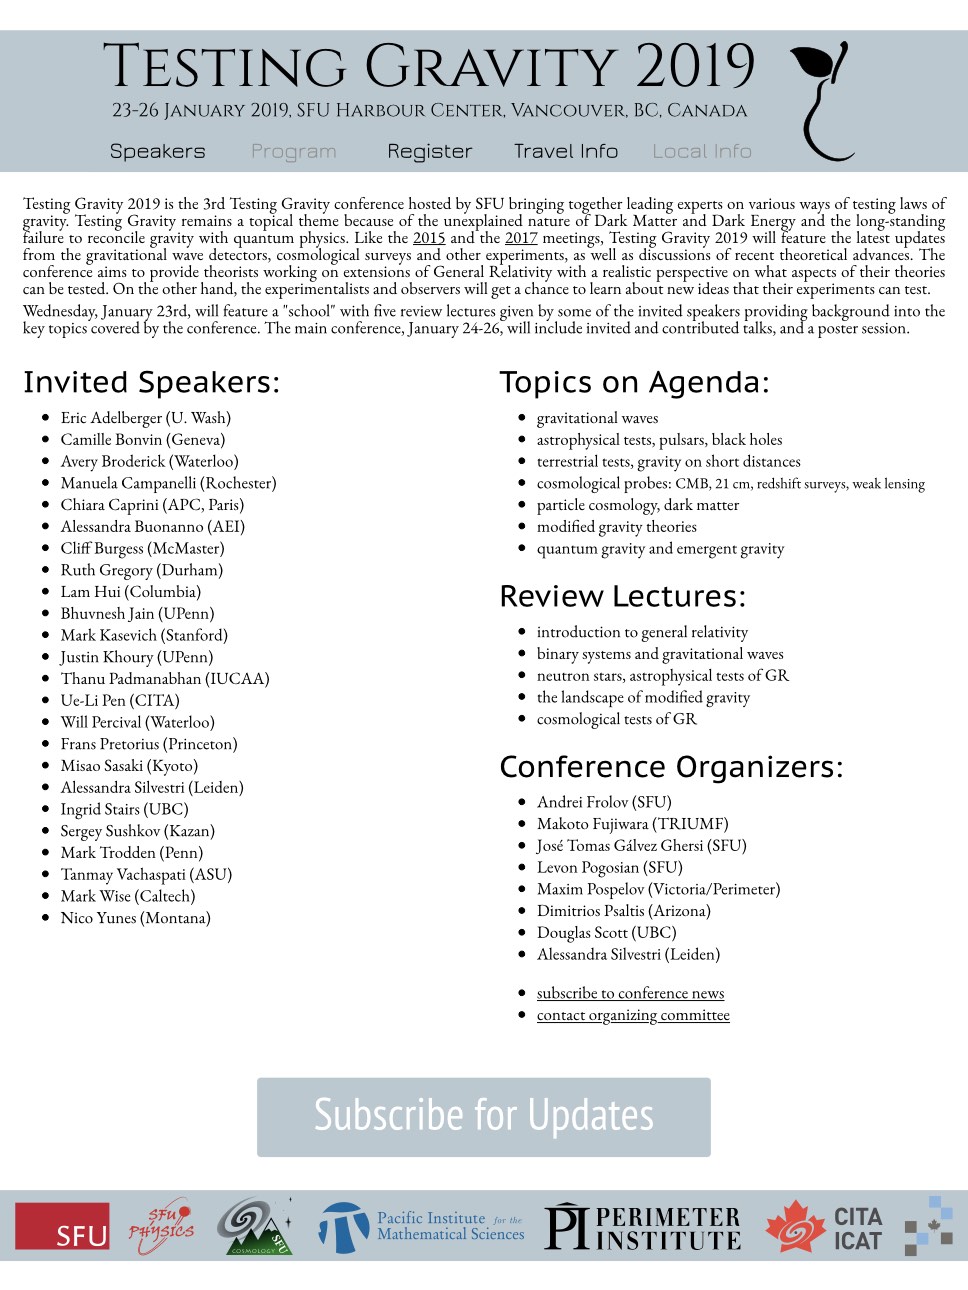 Testing Gravity 2019
23-26 January 2019, SFU Harbour Center, Vancouver, BC, Canada
Speakers Program Register Travel Info Local Info
Testing Gravity 2019 is the 3rd Testing Gravity conference hosted by SFU bringing together leading experts on various ways of testing laws of
gravity. Testing Gravity remains a topical theme because of the unexplained nature of Dark Matter and Dark Energy and the long-standing
failure to reconcile gravity with quantum physics. Like the 2015 and the 2017 meetings, Testing Gravity 2019 will feature the latest updates
from the gravitational wave detectors, cosmological surveys and other experiments, as well as discussions of recent theoretical advances. The
conference aims to provide theorists working on extensions of General Relativity with a realistic perspective on what aspects of their theories
can be tested. On the other hand, the experimentalists and observers will get a chance to learn about new ideas that their experiments can test.
Wednesday, January 23rd, will feature a "school" with five review lectures given by some of the invited speakers providing background into the
key topics covered by the conference. The main conference, January 24-26, will include invited and contributed talks, and a poster session.
Invited Speakers:
• Eric Adelberger (U. Wash)
• Camille Bonvin (Geneva)
• Avery Broderick (Waterloo)
• Manuela Campanelli (Rochester)
• Chiara Caprini (APC, Paris)
• Alessandra Buonanno (AEI)
• Cliff Burgess (McMaster)
• Ruth Gregory (Durham)
• Lam Hui (Columbia)
• Bhuvnesh Jain (UPenn)
• Mark Kasevich (Stanford)
• Justin Khoury (UPenn)
• Thanu Padmanabhan (IUCAA)
• Ue-Li Pen (CITA)
• Will Percival (Waterloo)
• Frans Pretorius (Princeton)
• Misao Sasaki (Kyoto)
• Alessandra Silvestri (Leiden)
• Ingrid Stairs (UBC)
• Sergey Sushkov (Kazan)
• Mark Trodden (Penn)
• Tanmay Vachaspati (ASU)
• Mark Wise (Caltech)
• Nico Yunes (Montana)
Topics on Agenda:
• gravitational waves
• astrophysical tests, pulsars, black holes
• terrestrial tests, gravity on short distances
• cosmological probes: CMB, 21 cm, redshift surveys, weak lensing
• particle cosmology, dark matter
• modified gravity theories
• quantum gravity and emergent gravity
Review Lectures:
• introduction to general relativity
• binary systems and gravitational waves
• neutron stars, astrophysical tests of GR
• the landscape of modified gravity
• cosmological tests of GR
Conference Organizers:
• Andrei Frolov (SFU)
• Makoto Fujiwara (TRIUMF)
• José Tomas Gálvez Ghersi (SFU)
• Levon Pogosian (SFU)
• Maxim Pospelov (Victoria/Perimeter)
• Dimitrios Psaltis (Arizona)
• Douglas Scott (UBC)
• Alessandra Silvestri (Leiden)
• subscribe to conference news
• contact organizing committee
Subscribe for Updates
SFU
SFU
PHYSICS
COSMOLOGY SFU
Pacific Institute for the
Mathematical Sciences
PI PERIMETER
INSTITUTE
CITA
ICAT